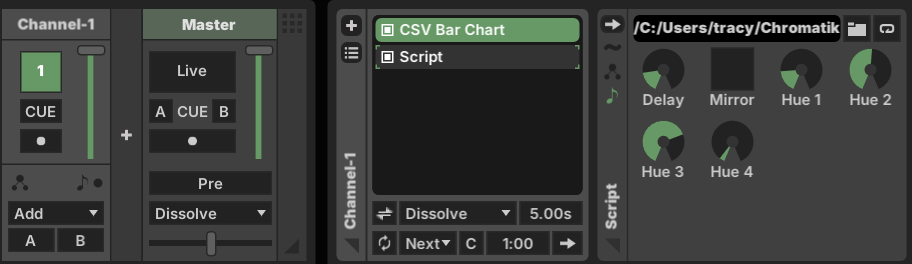 Channel-1
Master
1
Live
CUE
A CUE B
Pre
Add
Dissolve
A B
Channel-1
CSV Bar Chart
Script
Dissolve 5.00s
Next C 1:00
Script
/C:/Users/tracy/Chromatik
Delay Mirror Hue 1 Hue 2
Hue 3 Hue 4